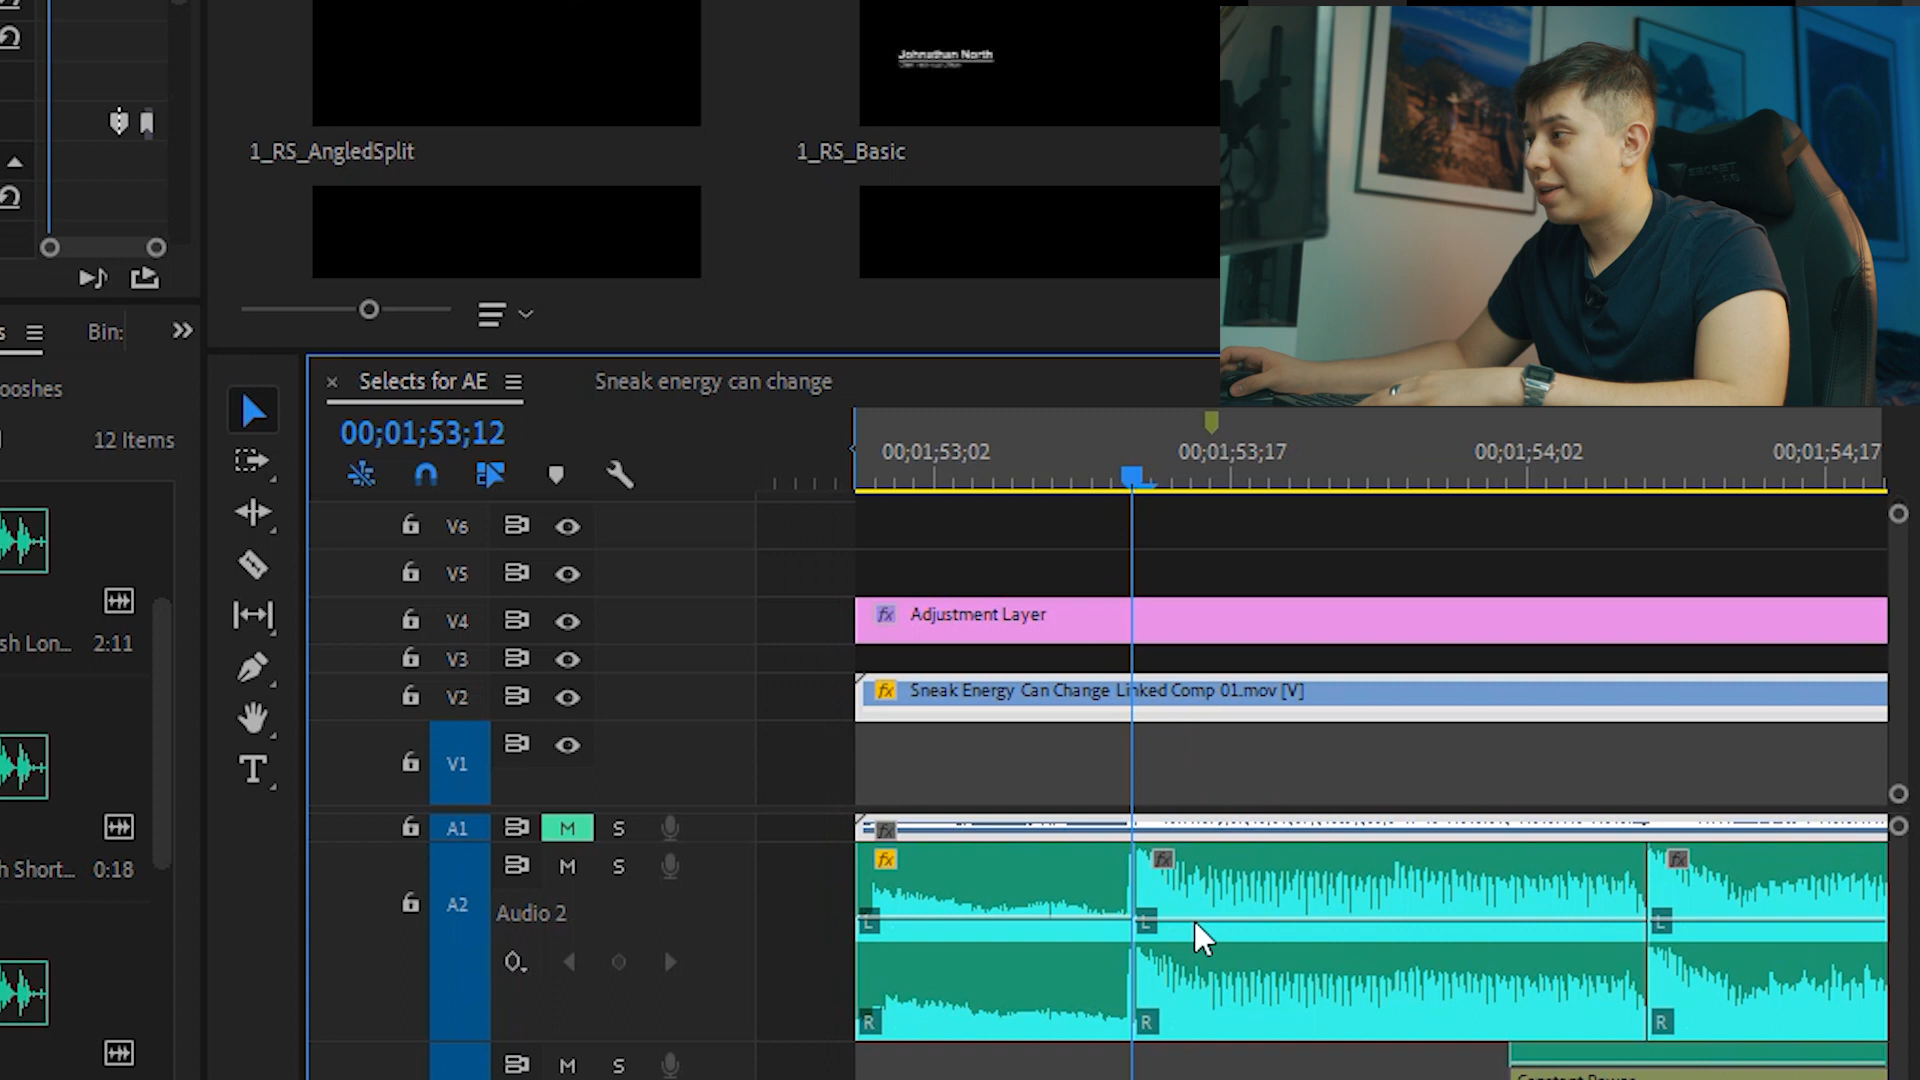 Johnathan North
1_RS_AngledSplit
1_RS_Basic
SECRET
s
Bin:
ooshes
12 Items
Selects for AE
Sneak energy can change
00;01;53;12
00;01;53;02
00;01;53;17
00;01;54;02
00;01;54;17
V6
V5
V4
fx Adjustment Layer
V3
V2
fx Sneak Energy Can Change Linked Comp 01.mov [V]
V1
sh Lon... 2:11
h Short... 0:18
A1 M S
fx
M S
fx fx fx
A2
Audio 2
L L L
R R R
M S
T